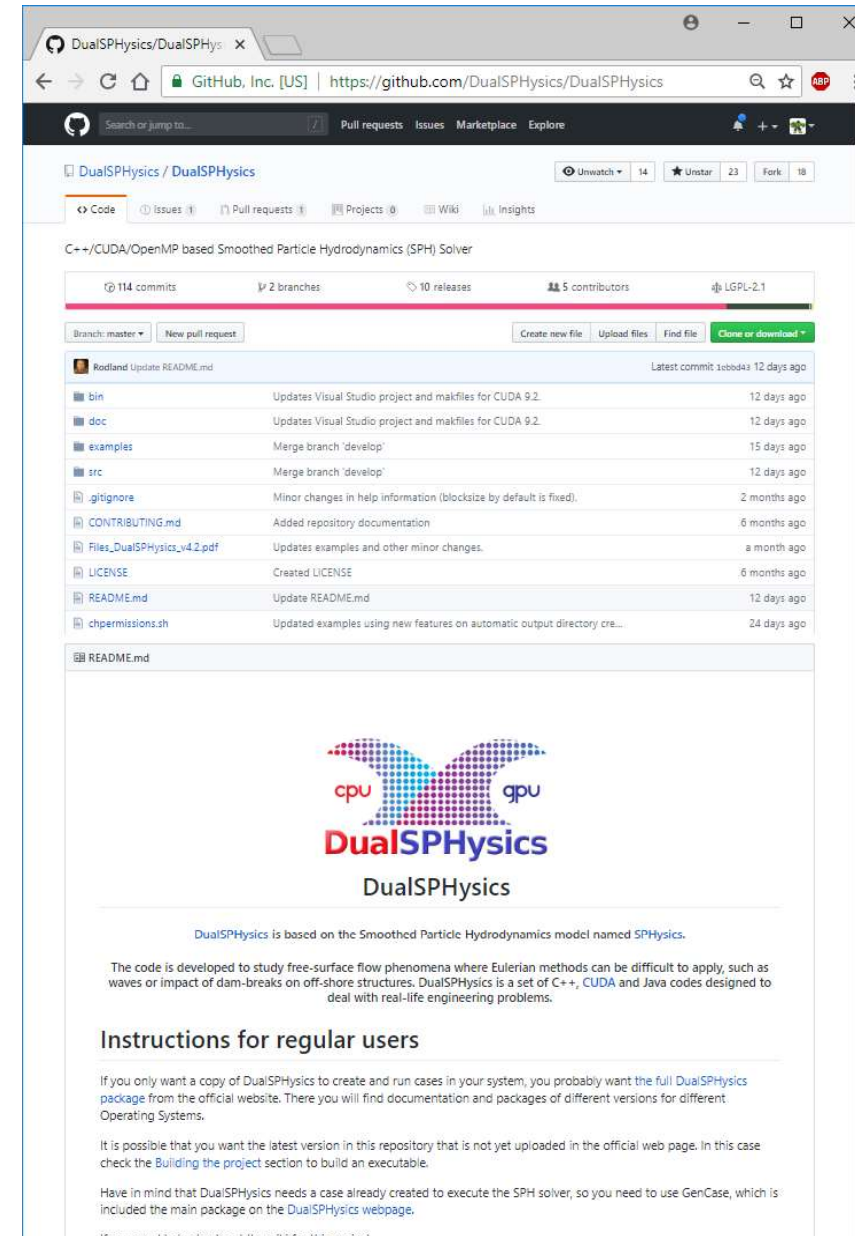 DualSPHysics/DualSPHys
GitHub, Inc. [US] | https://github.com/DualSPHysics/DualSPHysics
ABP
Search or jump to... / Pull requests Issues Marketplace Explore
DualSPHysics / DualSPHysics Unwatch 14 Unstar 23 Fork 18
Code Issues 1 Pull requests 1 Projects 0 Wiki Insights
C++/CUDA/OpenMP based Smoothed Particle Hydrodynamics (SPH) Solver
114 commits 2 branches 10 releases 5 contributors LGPL-2.1
Branch: master New pull request Create new file Upload files Find file Clone or download
Rodland Update README.md Latest commit 12 days ago
bin Updates Visual Studio project and makfiles for CUDA 9.2. 12 days ago
doc Updates Visual Studio project and makfiles for CUDA 9.2. 12 days ago
examples Merge branch 'develop' 15 days ago
src Merge branch 'develop' 12 days ago
.gitignore Minor changes in help information (blocksize by default is fixed). 2 months ago
CONTRIBUTING.md Added repository documentation 6 months ago
Files_DualSPHysics_v4.2.pdf Updates examples and other minor changes. a month ago
LICENSE Created LICENSE 6 months ago
README.md Update README.md 12 days ago
chpermissions.sh Updated examples using new features on automatic output directory cre... 24 days ago
README.md
cpu gpu
DualSPHysics
DualSPHysics
DualSPHysics is based on the Smoothed Particle Hydrodynamics model named SPHysics.
The code is developed to study free-surface flow phenomena where Eulerian methods can be difficult to apply, such as
waves or impact of dam-breaks on off-shore structures. DualSPHysics is a set of C++, CUDA and Java codes designed to
deal with real-life engineering problems.
Instructions for regular users
If you only want a copy of DualSPHysics to create and run cases in your system, you probably want the full DualSPHysics
package from the official website. There you will find documentation and packages of different versions for different
Operating Systems.
It is possible that you want the latest version in this repository that is not yet uploaded in the official web page. In this case
check the Building the project section to build an executable.
Have in mind that DualSPHysics needs a case already created to execute the SPH solver, so you need to use GenCase, which is
included the main package on the DualSPHysics webpage.